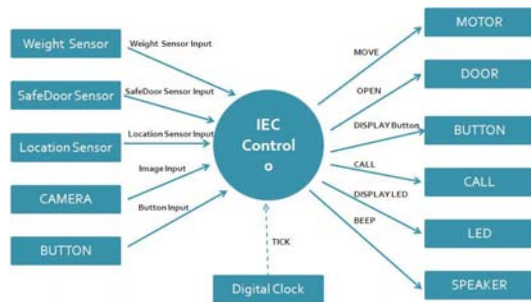 Weight Sensor
SafeDoor Sensor
Location Sensor
CAMERA
BUTTON
Weight Sensor Input
SafeDoor Sensor Input
Location Sensor Input
Image Input
Button Input
IEC
Control
o
TICK
Digital Clock
MOVE
OPEN
DISPLAY Button
CALL
DISPLAY LED
BEEP
MOTOR
DOOR
BUTTON
CALL
LED
SPEAKER